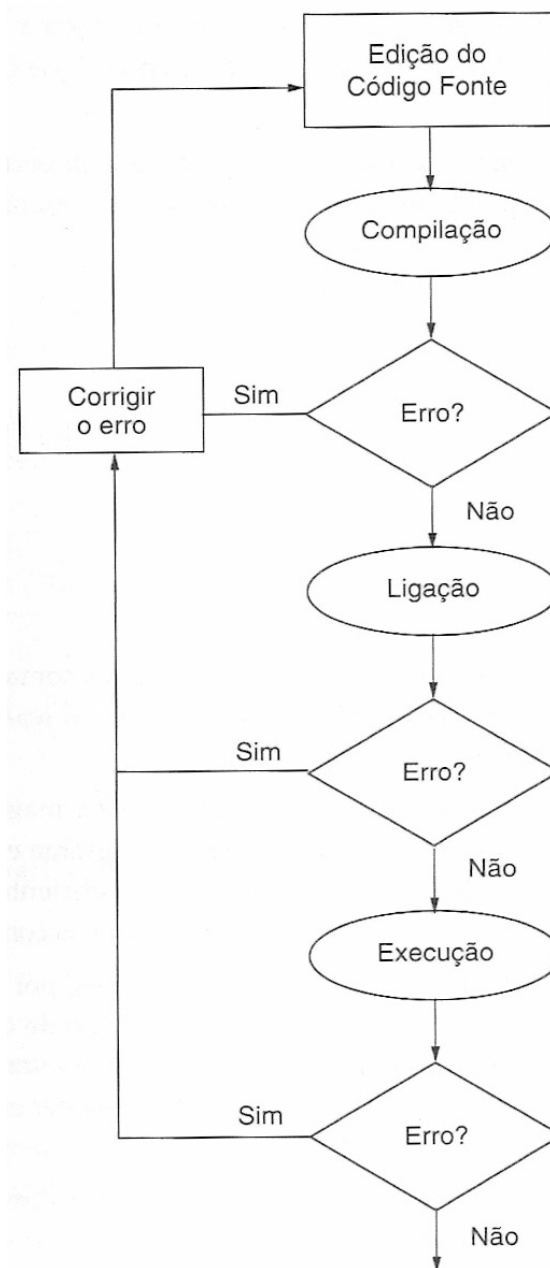 Edição do
Código Fonte
Compilação
Corrigir
o erro
Sim
Erro?
Não
Ligação
Sim
Erro?
Não
Execução
Sim
Erro?
Não